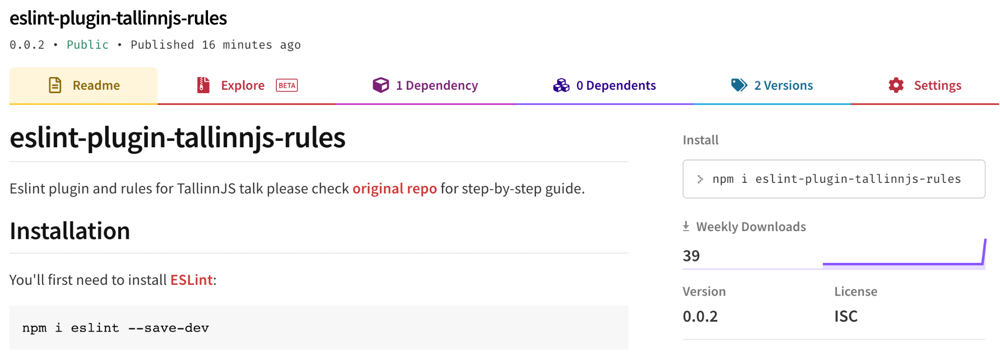 eslint-plugin-tallinnjs-rules
0.0.2 • Public • Published 16 minutes ago
Readme
Explore BETA
1 Dependency
0 Dependents
2 Versions
Settings
eslint-plugin-tallinnjs-rules
Eslint plugin and rules for TallinnJS talk please check original repo for step-by-step guide.
Installation
You'll first need to install ESLint:
npm i eslint --save-dev
Install
> npm i eslint-plugin-tallinnjs-rules
Weekly Downloads
39
Version
0.0.2
License
ISC